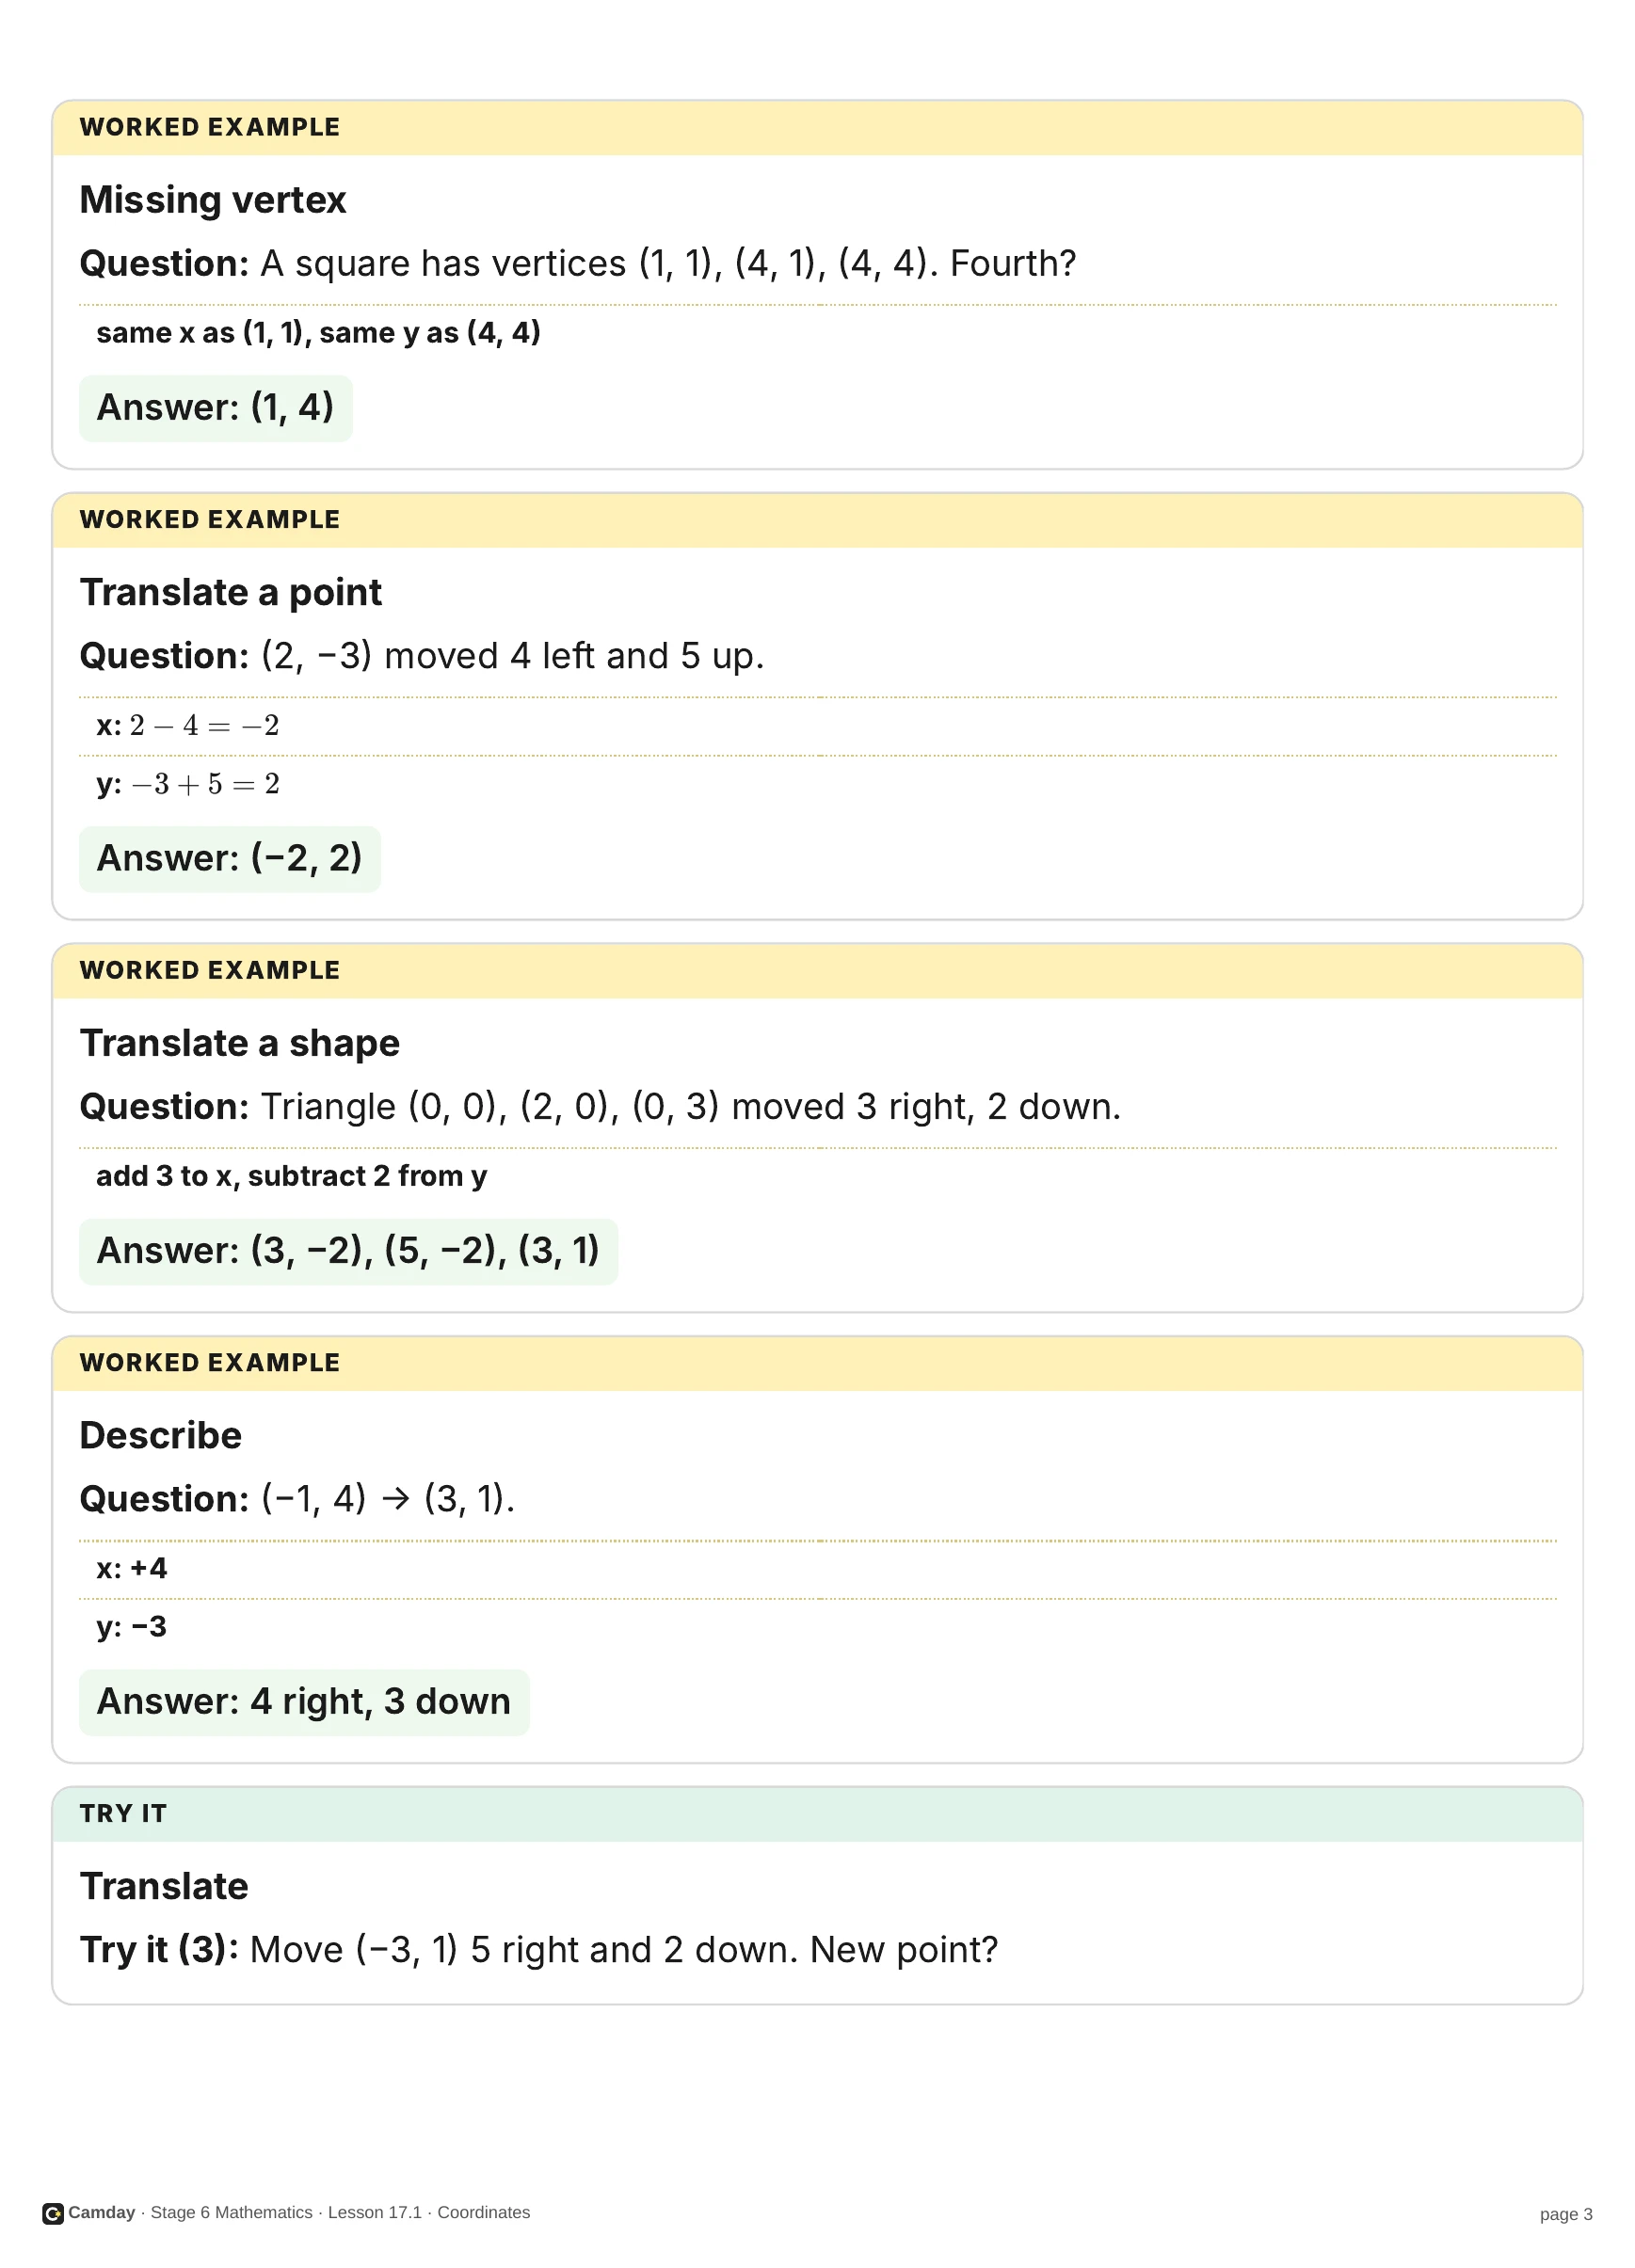 WORKED EXAMPLE
Missing vertex
Question: A square has vertices (1, 1), (4, 1), (4, 4). Fourth?
same x as (1, 1), same y as (4, 4)
Answer: (1, 4)
WORKED EXAMPLE
Translate a point
Question: (2, −3) moved 4 left and 5 up.
x: 2 − 4 = −2
y: −3 + 5 = 2
Answer: (−2, 2)
WORKED EXAMPLE
Translate a shape
Question: Triangle (0, 0), (2, 0), (0, 3) moved 3 right, 2 down.
add 3 to x, subtract 2 from y
Answer: (3, −2), (5, −2), (3, 1)
WORKED EXAMPLE
Describe
Question: (−1, 4) → (3, 1).
x: +4
y: −3
Answer: 4 right, 3 down
TRY IT
Translate
Try it (3): Move (−3, 1) 5 right and 2 down. New point?
Camday · Stage 6 Mathematics · Lesson 17.1 · Coordinates
page 3